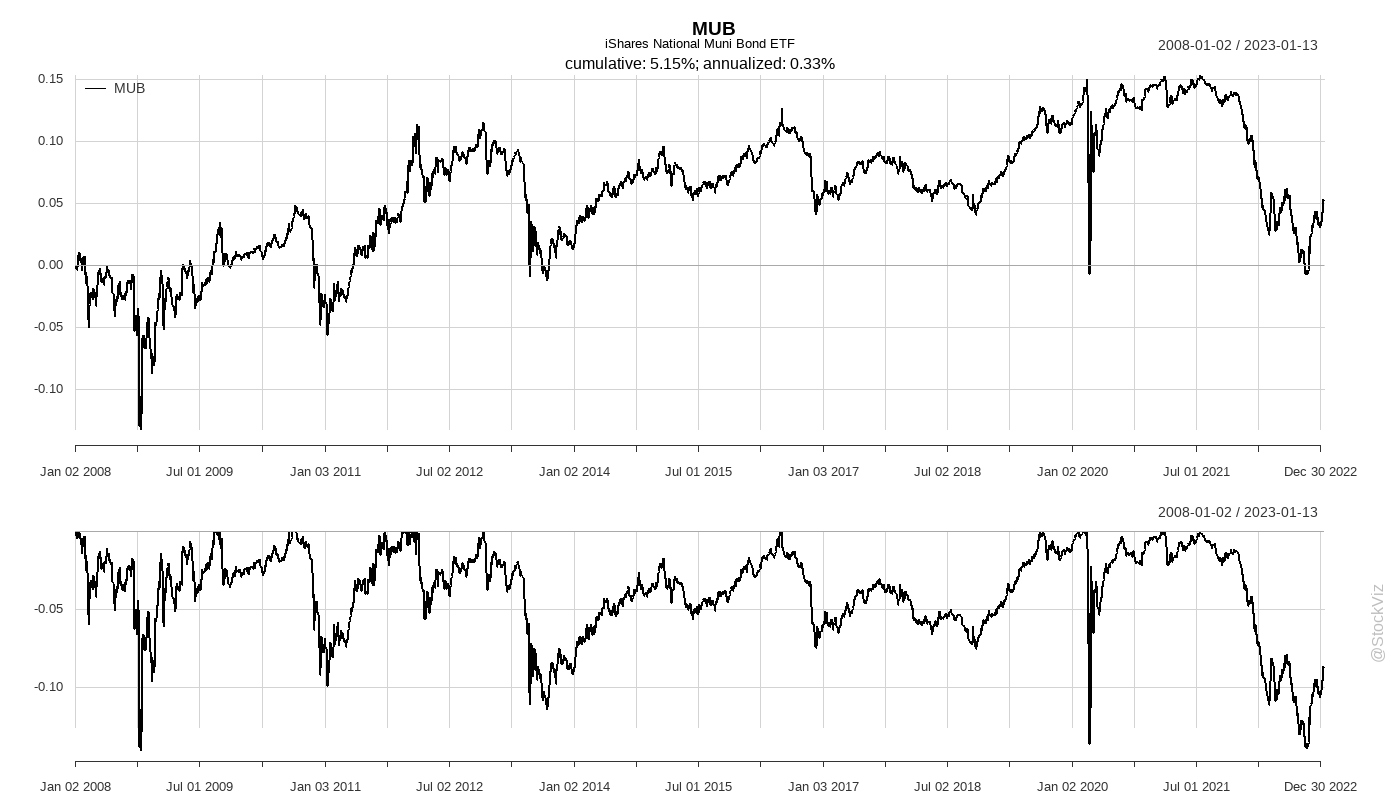 MUB
iShares National Muni Bond ETF
2008-01-02 / 2023-01-13
cumulative: 5.15%; annualized: 0.33%
MUB
0.15
0.10
0.05
0.00
-0.05
-0.10
Jan 02 2008 Jul 01 2009 Jan 03 2011 Jul 02 2012 Jan 02 2014 Jul 01 2015 Jan 03 2017 Jul 02 2018 Jan 02 2020 Jul 01 2021 Dec 30 2022
2008-01-02 / 2023-01-13
-0.05
-0.10
@StockViz
Jan 02 2008 Jul 01 2009 Jan 03 2011 Jul 02 2012 Jan 02 2014 Jul 01 2015 Jan 03 2017 Jul 02 2018 Jan 02 2020 Jul 01 2021 Dec 30 2022